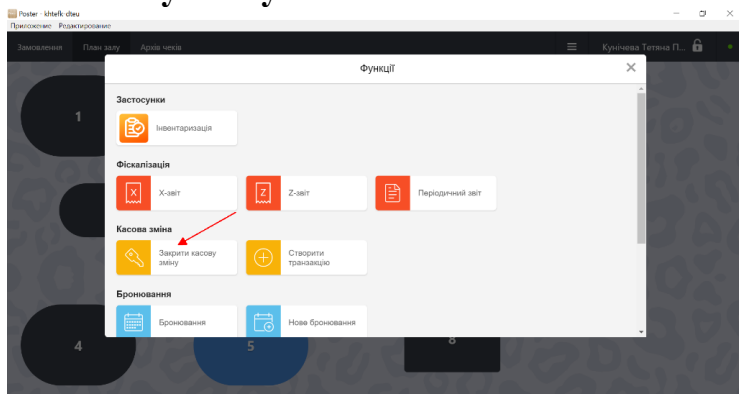 Poster - khtefk-dteu
Приложение Редактирование
Замовлення План залу Архів чеків Кунічева Тетяна П...
Функції
Застосунки
Інвентаризація
1
Фіскалізація
X X-звіт Z Z-звіт Періодичний звіт
Касова зміна
Закрити касову
зміну
Створити
транзакцію
Бронювання
Бронювання Нове бронювання
4 5 8